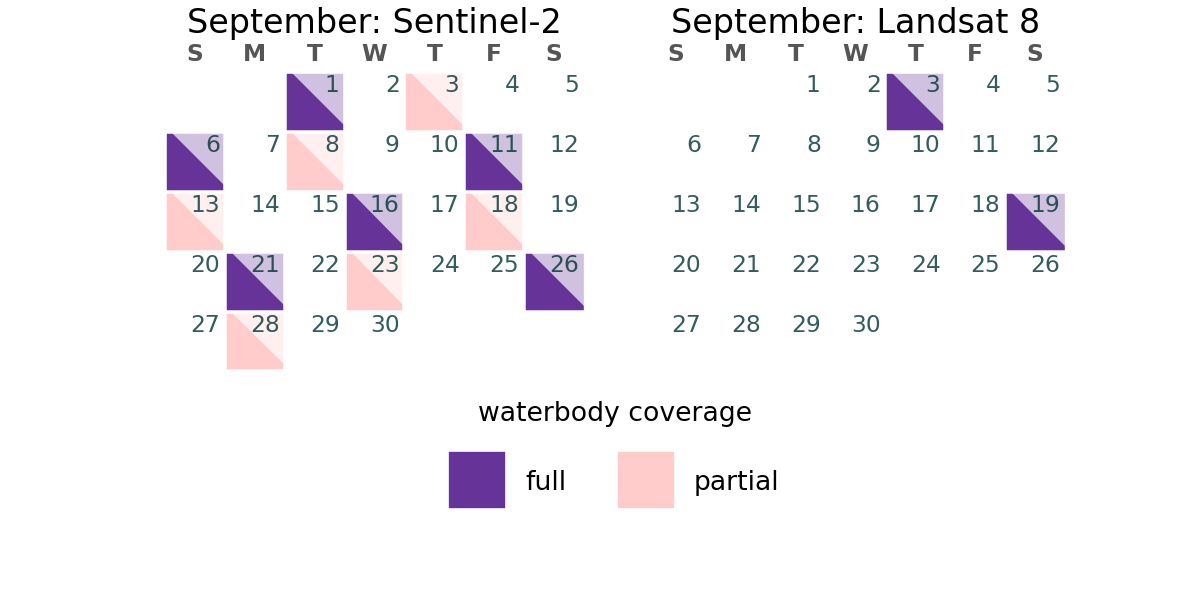 September: Sentinel-2
S M T W T F S
1 2 3 4 5
6 7 8 9 10 11 12
13 14 15 16 17 18 19
20 21 22 23 24 25 26
27 28 29 30
September: Landsat 8
S M T W T F S
1 2 3 4 5
6 7 8 9 10 11 12
13 14 15 16 17 18 19
20 21 22 23 24 25 26
27 28 29 30
waterbody coverage
full
partial